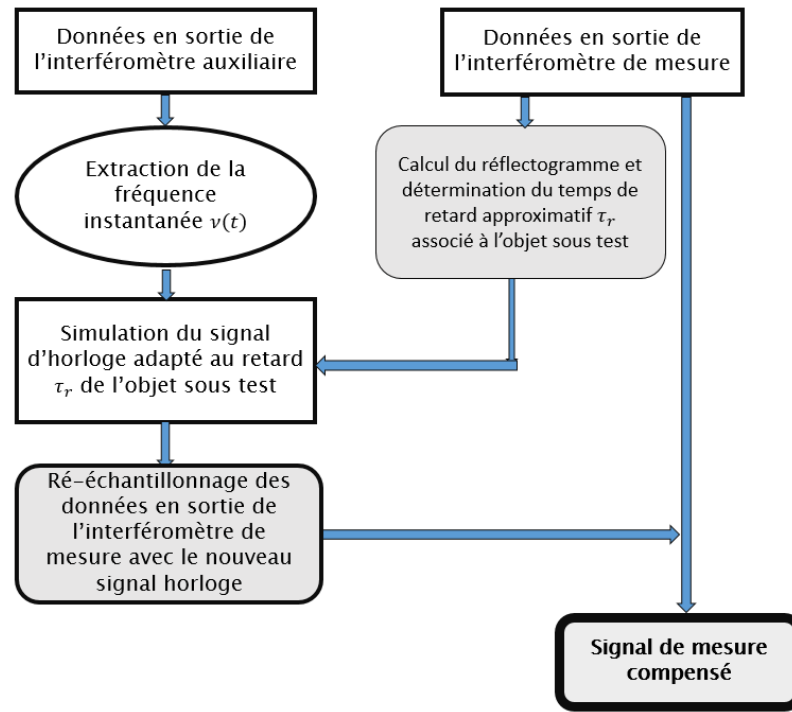 Données en sortie de
l'interféromètre auxiliaire
Données en sortie de
l'interféromètre de mesure
Extraction de la
fréquence
instantanée ν(t)
Calcul du réflectogramme et
détermination du temps de
retard approximatif τᵣ
associé à l'objet sous test
Simulation du signal
d'horloge adapté au retard
τᵣ de l'objet sous test
Ré-échantillonnage des
données en sortie de
l'interféromètre de
mesure avec le nouveau
signal horloge
Signal de mesure
compensé